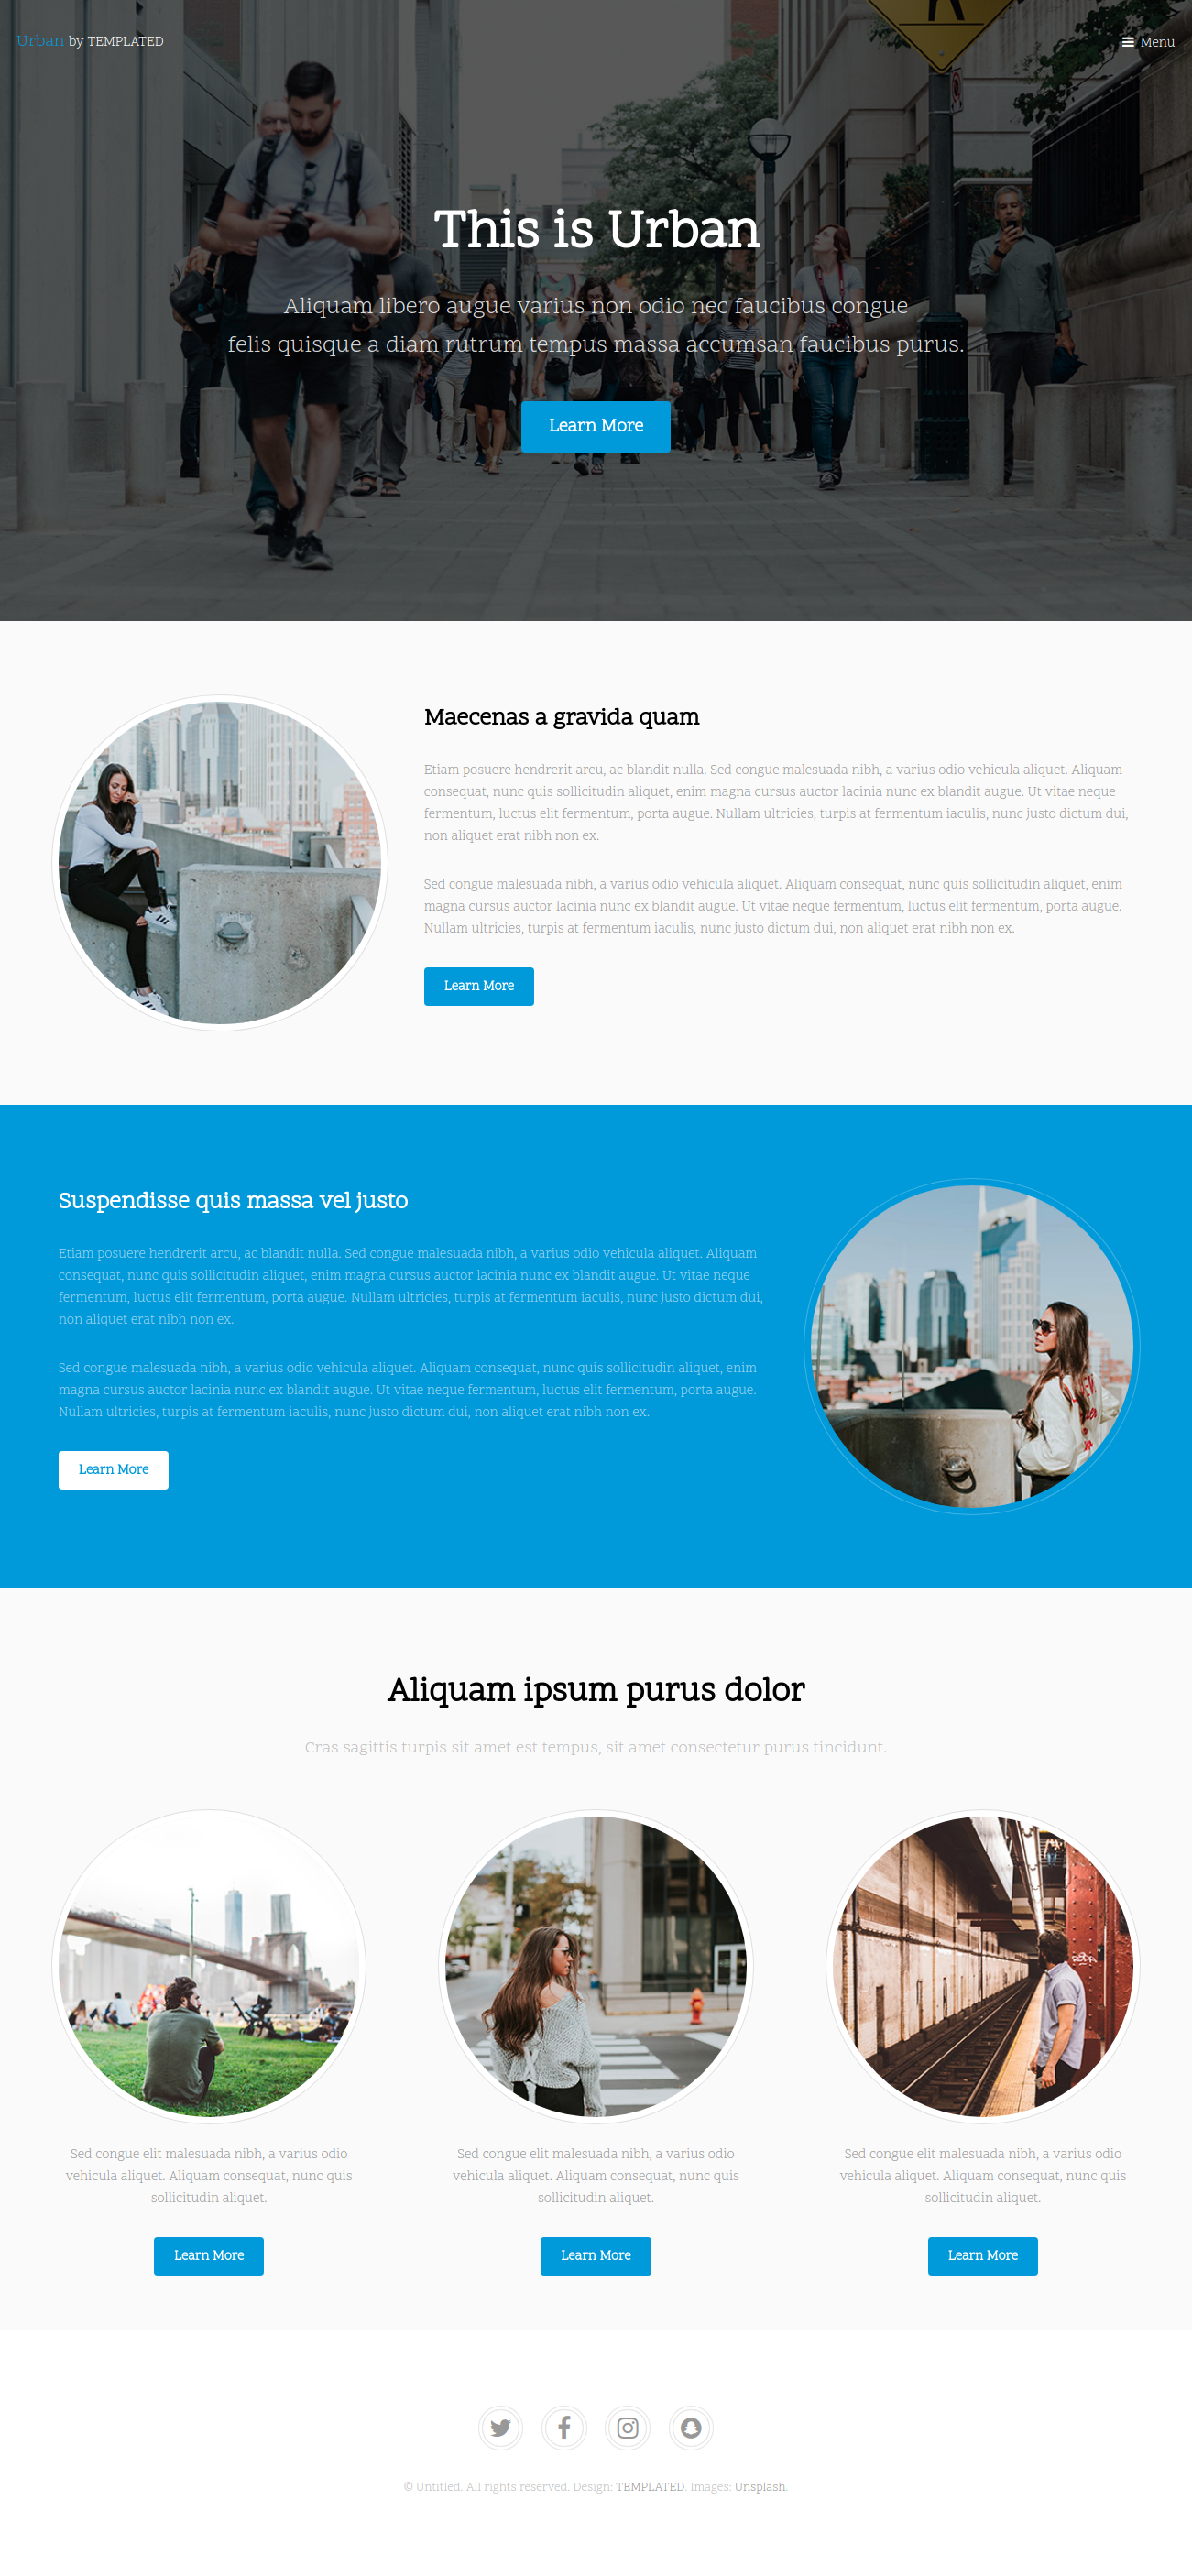 Urban by TEMPLATED
Menu
This is Urban
Aliquam libero augue varius non odio nec faucibus congue
felis quisque a diam rutrum tempus massa accumsan faucibus purus.
Learn More
Maecenas a gravida quam
Etiam posuere hendrerit arcu, ac blandit nulla. Sed congue malesuada nibh, a varius odio vehicula aliquet. Aliquam
consequat, nunc quis sollicitudin aliquet, enim magna cursus auctor lacinia nunc ex blandit augue. Ut vitae neque
fermentum, luctus elit fermentum, porta augue. Nullam ultricies, turpis at fermentum iaculis, nunc justo dictum dui,
non aliquet erat nibh non ex.
Sed congue malesuada nibh, a varius odio vehicula aliquet. Aliquam consequat, nunc quis sollicitudin aliquet, enim
magna cursus auctor lacinia nunc ex blandit augue. Ut vitae neque fermentum, luctus elit fermentum, porta augue.
Nullam ultricies, turpis at fermentum iaculis, nunc justo dictum dui, non aliquet erat nibh non ex.
Learn More
Suspendisse quis massa vel justo
Etiam posuere hendrerit arcu, ac blandit nulla. Sed congue malesuada nibh, a varius odio vehicula aliquet. Aliquam
consequat, nunc quis sollicitudin aliquet, enim magna cursus auctor lacinia nunc ex blandit augue. Ut vitae neque
fermentum, luctus elit fermentum, porta augue. Nullam ultricies, turpis at fermentum iaculis, nunc justo dictum dui,
non aliquet erat nibh non ex.
Sed congue malesuada nibh, a varius odio vehicula aliquet. Aliquam consequat, nunc quis sollicitudin aliquet, enim
magna cursus auctor lacinia nunc ex blandit augue. Ut vitae neque fermentum, luctus elit fermentum, porta augue.
Nullam ultricies, turpis at fermentum iaculis, nunc justo dictum dui, non aliquet erat nibh non ex.
Learn More
Aliquam ipsum purus dolor
Cras sagittis turpis sit amet est tempus, sit amet consectetur purus tincidunt.
Sed congue elit malesuada nibh, a varius odio
vehicula aliquet. Aliquam consequat, nunc quis
sollicitudin aliquet.
Learn More
Sed congue elit malesuada nibh, a varius odio
vehicula aliquet. Aliquam consequat, nunc quis
sollicitudin aliquet.
Learn More
Sed congue elit malesuada nibh, a varius odio
vehicula aliquet. Aliquam consequat, nunc quis
sollicitudin aliquet.
Learn More
© Untitled. All rights reserved. Design: TEMPLATED. Images: Unsplash.